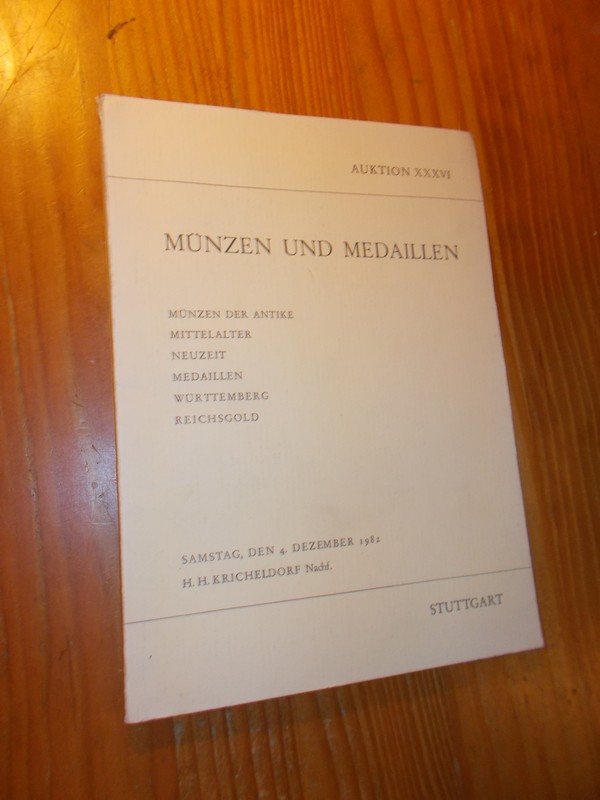 AUKTION XXXVI
MÜNZEN UND MEDAILLEN
MÜNZEN DER ANTIKE
MITTELALTER
NEUZEIT
MEDAILLEN
WÜRTTEMBERG
REICHSGOLD
SAMSTAG, DEN 4. DEZEMBER 1982
H. H. KRICHELDORF Nachf.
STUTTGART